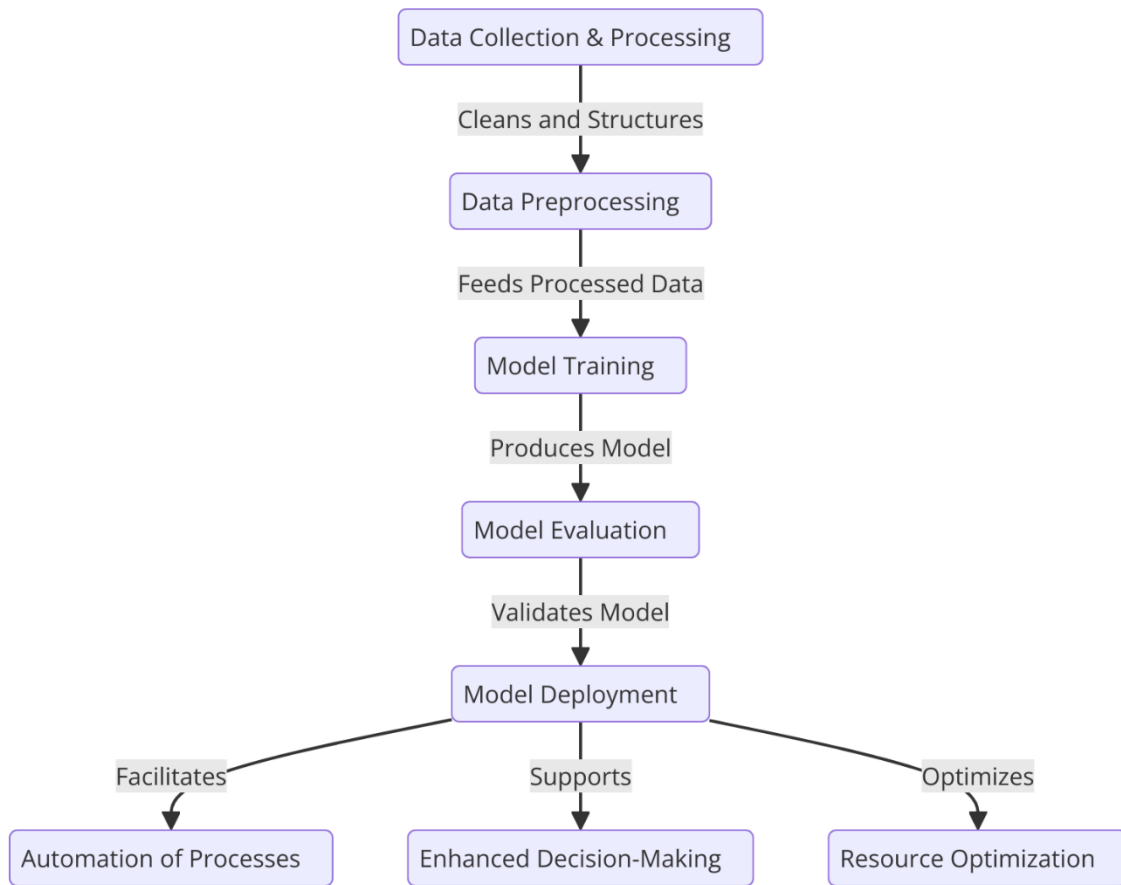 Data Collection & Processing
Cleans and Structures
Data Preprocessing
Feeds Processed Data
Model Training
Produces Model
Model Evaluation
Validates Model
Model Deployment
Facilitates
Supports
Optimizes
Automation of Processes
Enhanced Decision-Making
Resource Optimization